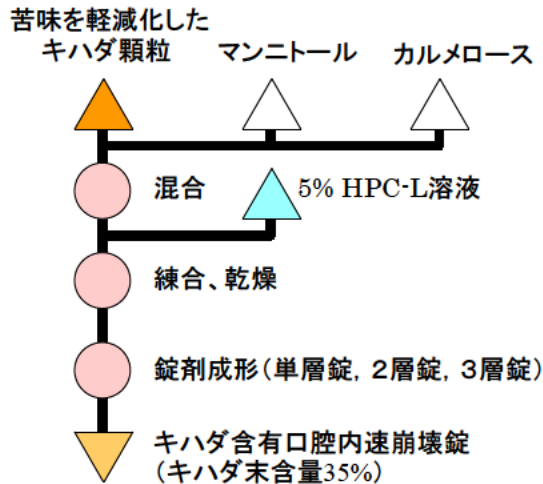 苦味を軽減化した
キハダ顆粒
マンニトール
カルメロース
混合
5% HPC-L溶液
練合、乾燥
錠剤成形（単層錠，２層錠，３層錠）
キハダ含有口腔内速崩壊錠
（キハダ末含量35%）